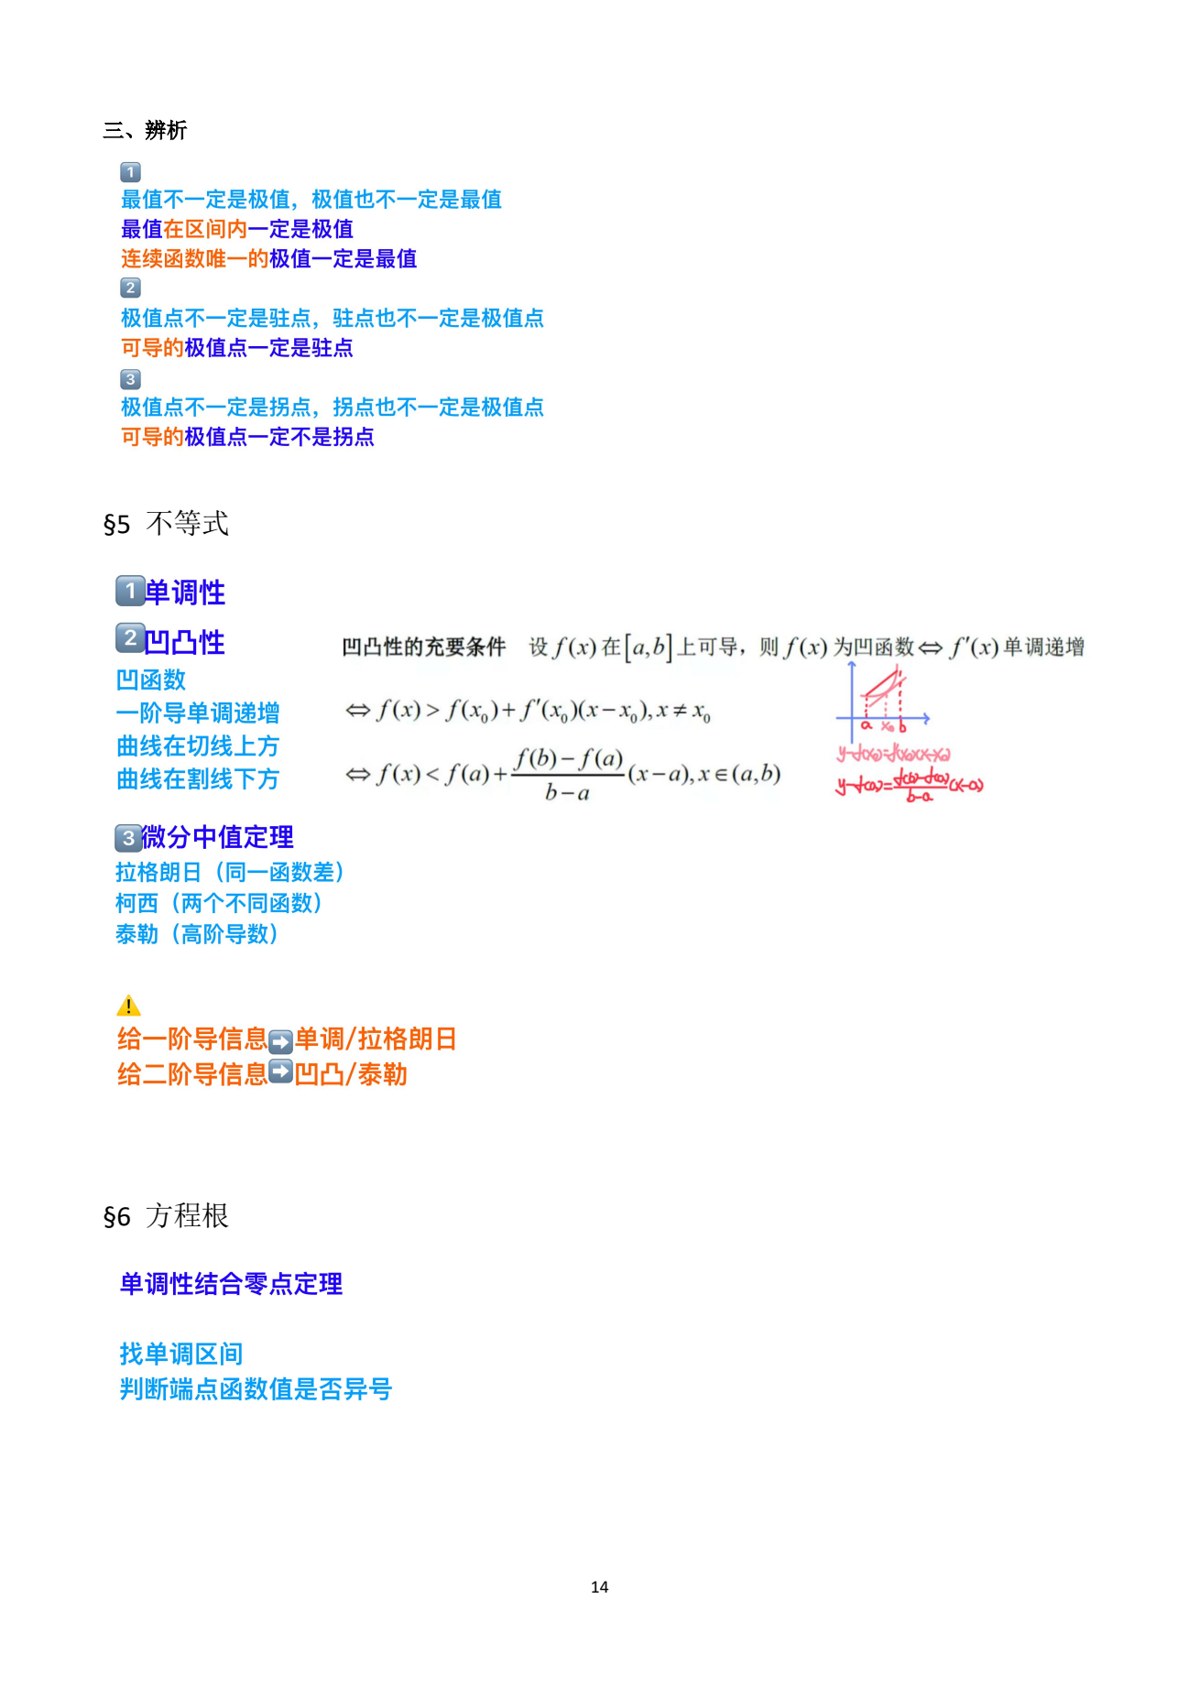 三、辨析
1
最值不一定是极值，极值也不一定是最值
最值在区间内一定是极值
连续函数唯一的极值一定是最值
2
极值点不一定是驻点，驻点也不一定是极值点
可导的极值点一定是驻点
3
极值点不一定是拐点，拐点也不一定是极值点
可导的极值点一定不是拐点
§5 不等式
1 单调性
2 凹凸性
凹函数
一阶导单调递增
曲线在切线上方
曲线在割线下方
凹凸性的充要条件 设 f(x) 在 [a,b] 上可导，则 f(x) 为凹函数 ⇔ f′(x) 单调递增
⇔ f(x) > f(x₀) + f′(x₀)(x − x₀), x ≠ x₀
⇔ f(x) < f(a) + \frac{f(b) − f(a)}{b − a}(x − a), x ∈ (a,b)
a x₀ b
y-f(x₀)=f'(x₀)(x-x₀)
y-f(a)=\frac{f(b)-f(a)}{b-a}(x-a)
3 微分中值定理
拉格朗日（同一函数差）
柯西（两个不同函数）
泰勒（高阶导数）
⚠️
给一阶导信息➡️单调/拉格朗日
给二阶导信息➡️凹凸/泰勒
§6 方程根
单调性结合零点定理
找单调区间
判断端点函数值是否异号
14